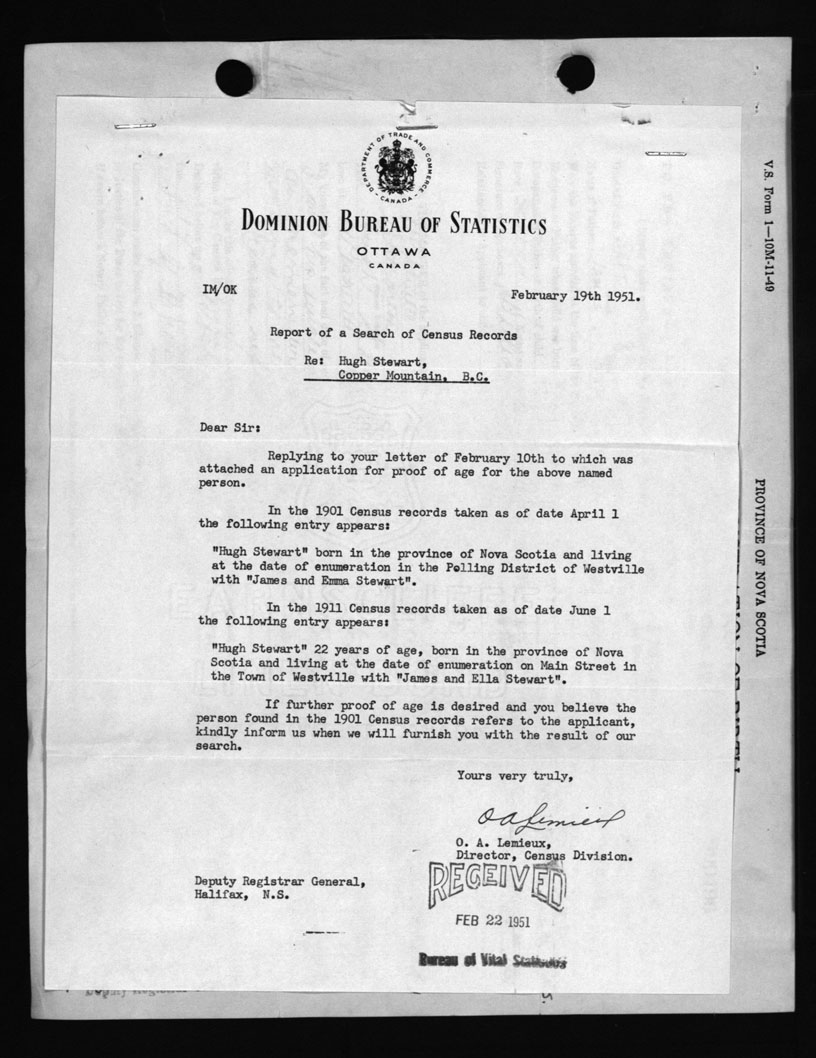 DEPARTMENT OF TRADE AND COMMERCE
CANADA
DOMINION BUREAU OF STATISTICS
OTTAWA
CANADA
IM/OK
February 19th 1951.
Report of a Search of Census Records
Re: Hugh Stewart,
Copper Mountain, B.C.
Dear Sir:
Replying to your letter of February 10th to which was
attached an application for proof of age for the above named
person.
In the 1901 Census records taken as of date April 1
the following entry appears:
"Hugh Stewart" born in the province of Nova Scotia and living
at the date of enumeration in the Polling District of Westville
with "James and Emma Stewart".
In the 1911 Census records taken as of date June 1
the following entry appears:
"Hugh Stewart" 22 years of age, born in the province of Nova
Scotia and living at the date of enumeration on Main Street in
the Town of Westville with "James and Ella Stewart".
If further proof of age is desired and you believe the
person found in the 1901 Census records refers to the applicant,
kindly inform us when we will furnish you with the result of our
search.
Yours very truly,
O A Lemieux
O. A. Lemieux,
Director, Census Division.
Deputy Registrar General,
Halifax, N.S.
RECEIVED
FEB 22 1951
Bureau of Vital Statistics
V.S. Form 1—10M-11-49
PROVINCE OF NOVA SCOTIA